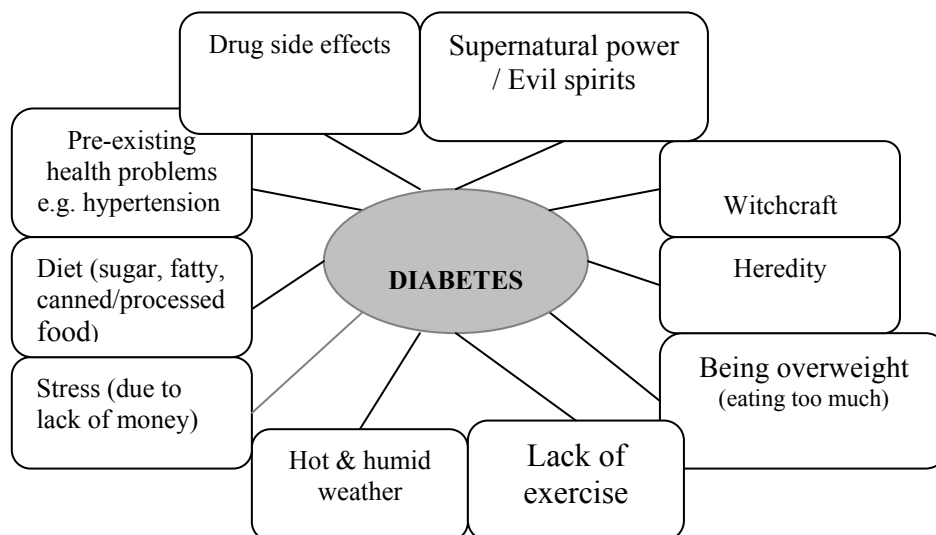 Drug side effects
Supernatural power
/ Evil spirits
Pre-existing
health problems
e.g. hypertension
Witchcraft
Diet (sugar, fatty,
canned/processed
food)
DIABETES
Heredity
Stress (due to
lack of money)
Being overweight
(eating too much)
Hot & humid
weather
Lack of
exercise